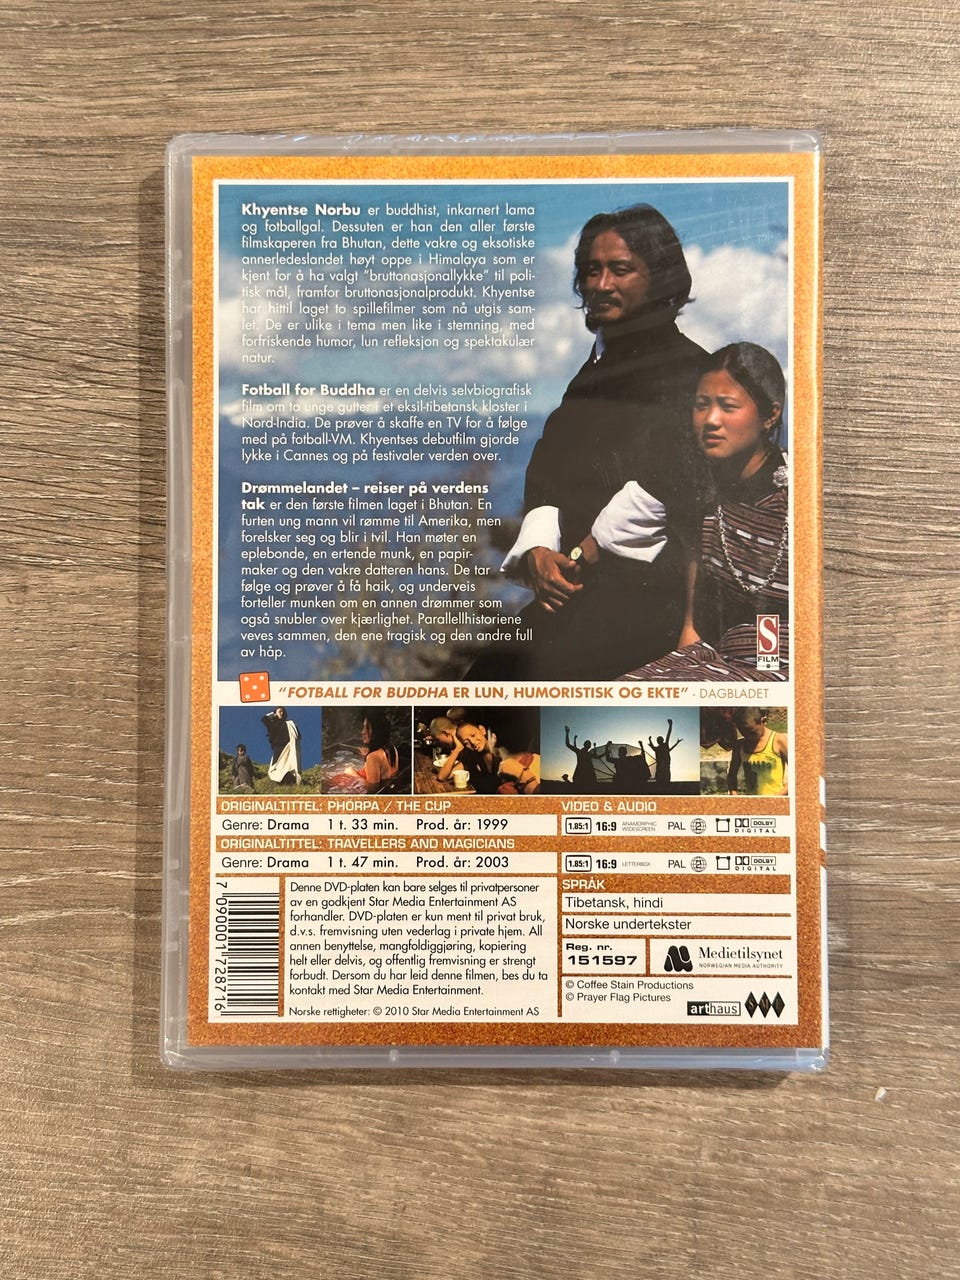 Khyentse Norbu er buddhist, inkarnert lama
og fotballgal. Dessuten er han den aller første
filmskaperen fra Bhutan, dette vakre og eksotiske
annerledeslandet høyt oppe i Himalaya som er
kjent for å ha valgt "bruttonasjonallykke" til poli-
tisk mål, framfor bruttonasjonalprodukt. Khyentse
har hittil laget to spillefilmer som nå utgis sam-
let. De er ulike i tema men like i stemning, med
forfriskende humor, lun refleksjon og spektakulær
natur.
Fotball for Buddha er en delvis selvbiografisk
film om to unge gutter i et eksil-tibetansk kloster i
Nord-India. De prøver å skaffe en TV for å følge
med på fotball-VM. Khyentses debutfilm gjorde
lykke i Cannes og på festivaler verden over.
Drømmelandet – reiser på verdens
tak er den første filmen laget i Bhutan. En
furten ung mann vil rømme til Amerika, men
forelsker seg og blir i tvil. Han møter en
eplebonde, en ertende munk, en papir-
maker og den vakre datteren hans. De tar
følge og prøver å få haik, og underveis
forteller munken om en annen drømmer som
også snubler over kjærlighet. Parallellhistoriene
veves sammen, den ene tragisk og den andre full
av håp.
S
FILM
"FOTBALL FOR BUDDHA ER LUN, HUMORISTISK OG EKTE" - DAGBLADET
ORIGINALTITTEL: PHÖRPA / THE CUP
Genre: Drama 1 t. 33 min. Prod. år: 1999
ORIGINALTITTEL: TRAVELLERS AND MAGICIANS
Genre: Drama 1 t. 47 min. Prod. år: 2003
VIDEO & AUDIO
1.85:1 16:9 ANAMORPHIC WIDESCREEN PAL 2 DOLBY DIGITAL
1.85:1 16:9 LETTERBOX PAL 2 DOLBY DIGITAL
7 090001 728716
Denne DVD-platen kan bare selges til privatpersoner
av en godkjent Star Media Entertainment AS
forhandler. DVD-platen er kun ment til privat bruk,
d.v.s. fremvisning uten vederlag i private hjem. All
annen benyttelse, mangfoldiggjøring, kopiering
helt eller delvis, og offentlig fremvisning er strengt
forbudt. Dersom du har leid denne filmen, bes du ta
kontakt med Star Media Entertainment.
Norske rettigheter: © 2010 Star Media Entertainment AS
SPRÅK
Tibetansk, hindi
Norske undertekster
Reg. nr.
151597
Medietilsynet
NORWEGIAN MEDIA AUTHORITY
© Coffee Stain Productions
© Prayer Flag Pictures
arthaus
SME